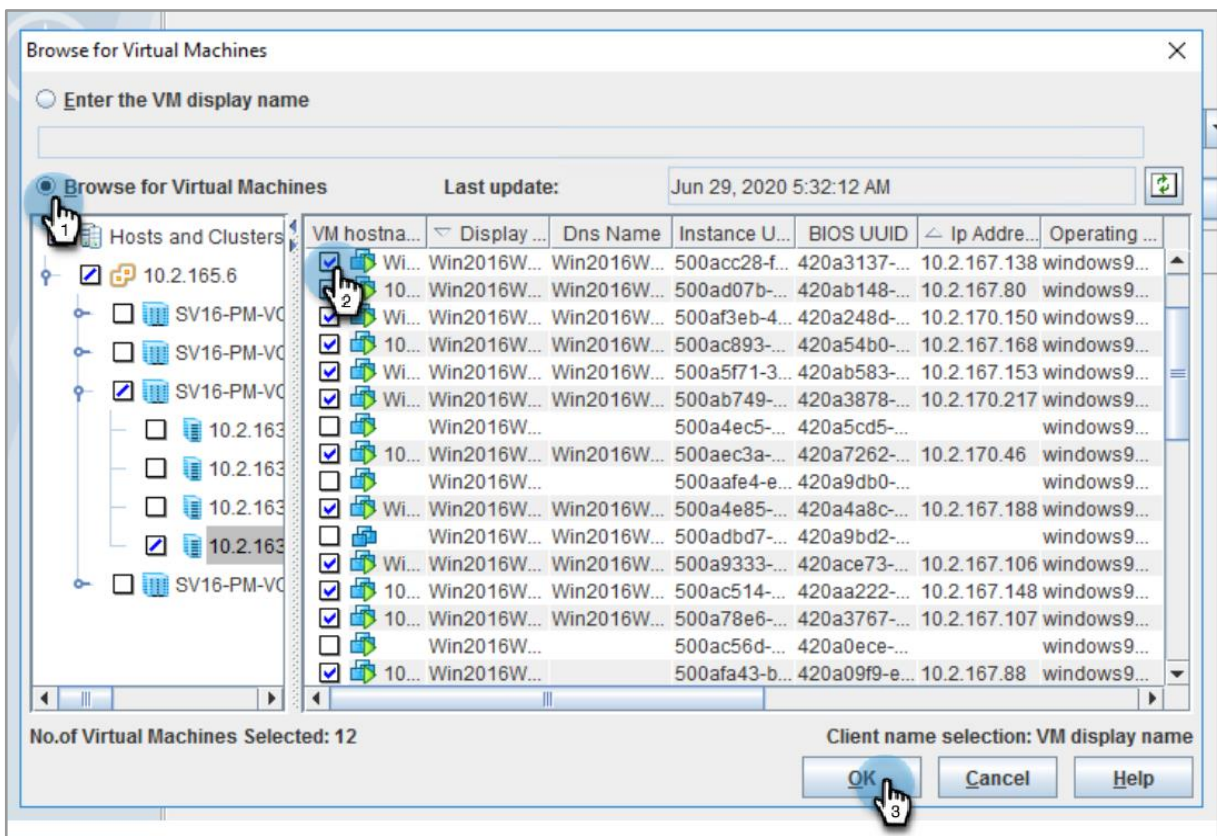 Browse for Virtual Machines
Enter the VM display name
Browse for Virtual Machines Last update: Jun 29, 2020 5:32:12 AM
1
Hosts and Clusters
10.2.165.6
SV16-PM-VC
SV16-PM-VC
SV16-PM-VC
10.2.163
10.2.163
10.2.163
10.2.163
SV16-PM-VC
VM hostna... Display ... Dns Name Instance U... BIOS UUID Ip Addre... Operating ...
Wi... Win2016W... Win2016W... 500acc28-f... 420a3137-... 10.2.167.138 windows9...
2
10... Win2016W... Win2016W... 500ad07b-... 420ab148-... 10.2.167.80 windows9...
Wi... Win2016W... Win2016W... 500af3eb-4... 420a248d-... 10.2.170.150 windows9...
10... Win2016W... Win2016W... 500ac893-... 420a54b0-... 10.2.167.168 windows9...
Wi... Win2016W... Win2016W... 500a5f71-3... 420ab583-... 10.2.167.153 windows9...
Wi... Win2016W... Win2016W... 500ab749-... 420a3878-... 10.2.170.217 windows9...
Win2016W... 500a4ec5-... 420a5cd5-... windows9...
10... Win2016W... Win2016W... 500aec3a-... 420a7262-... 10.2.170.46 windows9...
Win2016W... 500aafe4-e... 420a9db0-... windows9...
Wi... Win2016W... Win2016W... 500a4e85-... 420a4a8c-... 10.2.167.188 windows9...
Win2016W... 500adbd7-... 420a9bd2-... windows9...
Wi... Win2016W... Win2016W... 500a9333-... 420ace73-... 10.2.167.106 windows9...
10... Win2016W... Win2016W... 500ac514-... 420aa222-... 10.2.167.148 windows9...
10... Win2016W... Win2016W... 500a78e6-... 420a3767-... 10.2.167.107 windows9...
Win2016W... 500ac56d-... 420a0ece-... windows9...
10... Win2016W... 500afa43-b... 420a09f9-e... 10.2.167.88 windows9...
No.of Virtual Machines Selected: 12 Client name selection: VM display name
OK Cancel Help
3